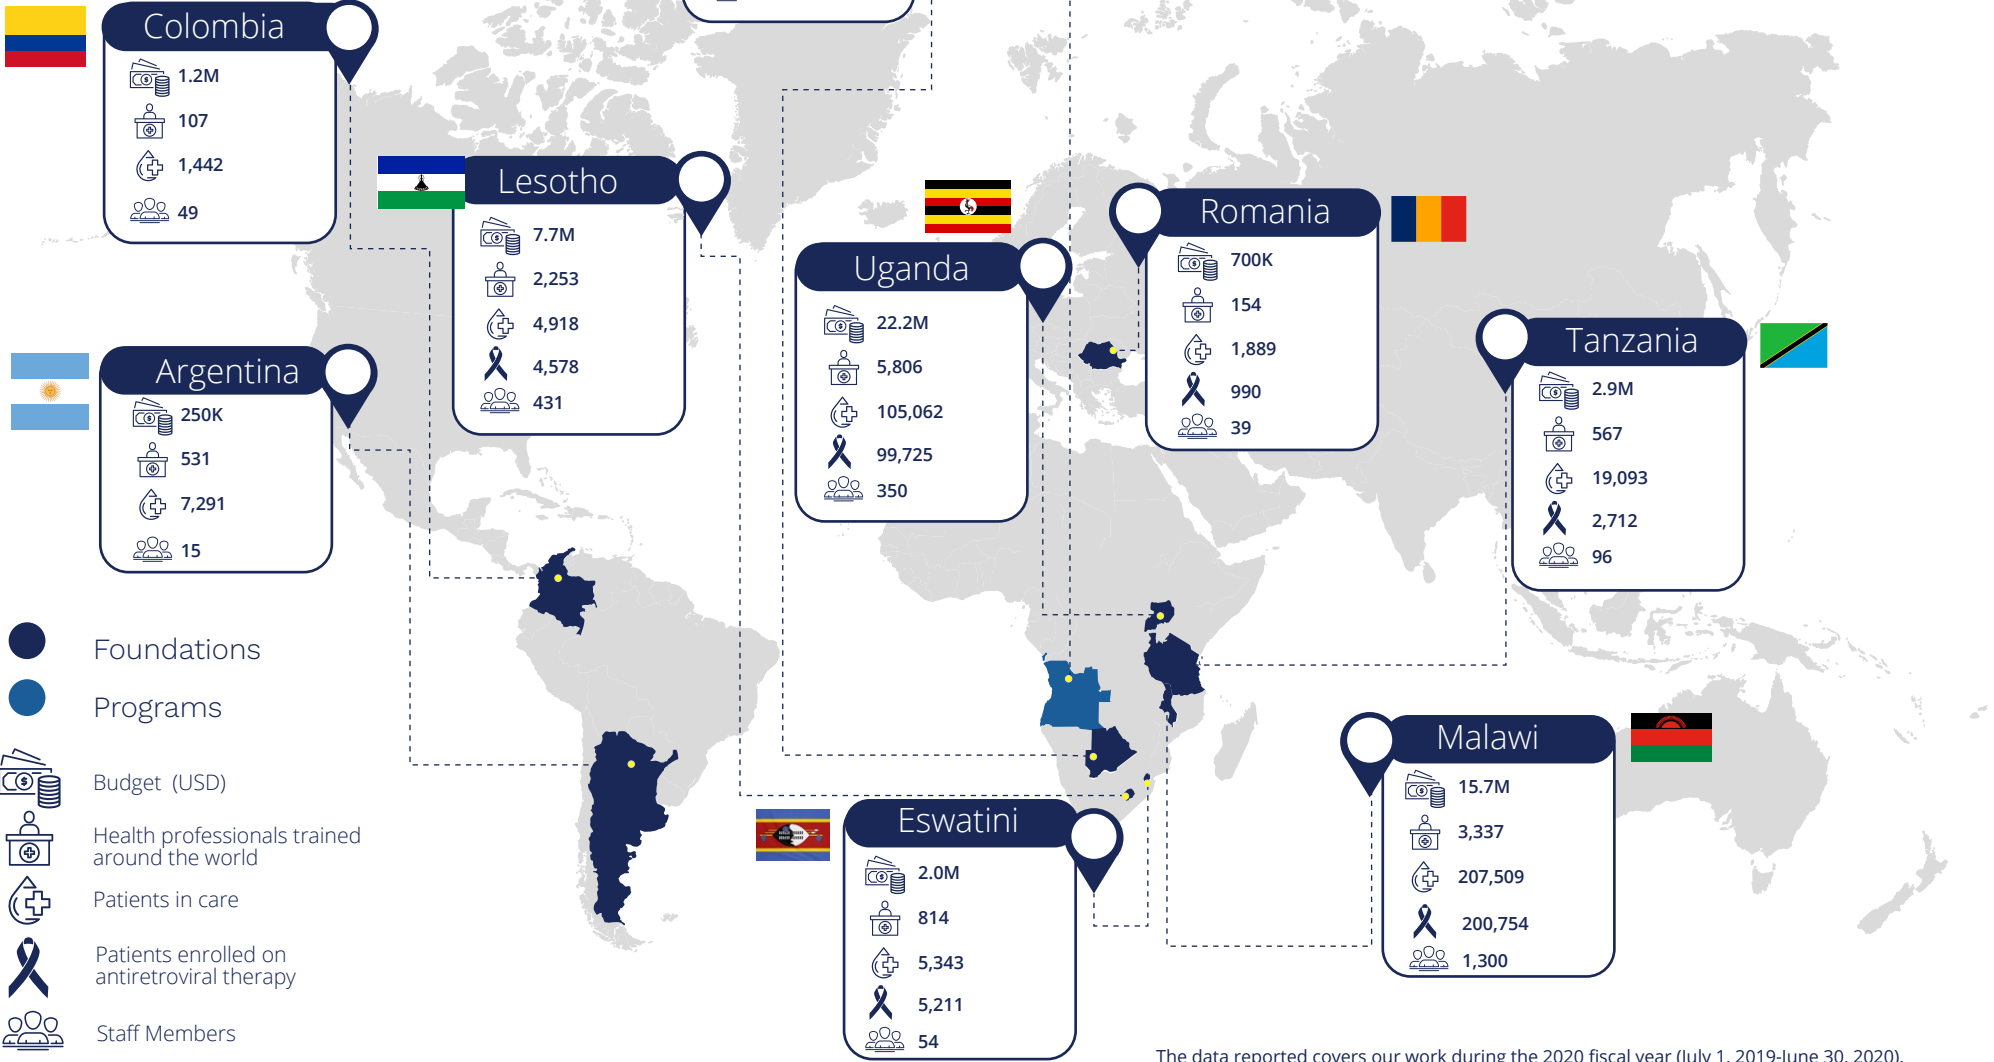 Colombia
1.2M
107
1,442
49
Lesotho
7.7M
2,253
4,918
4,578
431
Uganda
22.2M
5,806
105,062
99,725
350
Romania
700K
154
1,889
990
39
Tanzania
2.9M
567
19,093
2,712
96
Argentina
250K
531
7,291
15
Malawi
15.7M
3,337
207,509
200,754
1,300
Eswatini
2.0M
814
5,343
5,211
54
Foundations
Programs
Budget (USD)
Health professionals trained
around the world
Patients in care
Patients enrolled on
antiretroviral therapy
Staff Members
The data reported covers our work during the 2020 fiscal year (July 1, 2019-June 30, 2020).